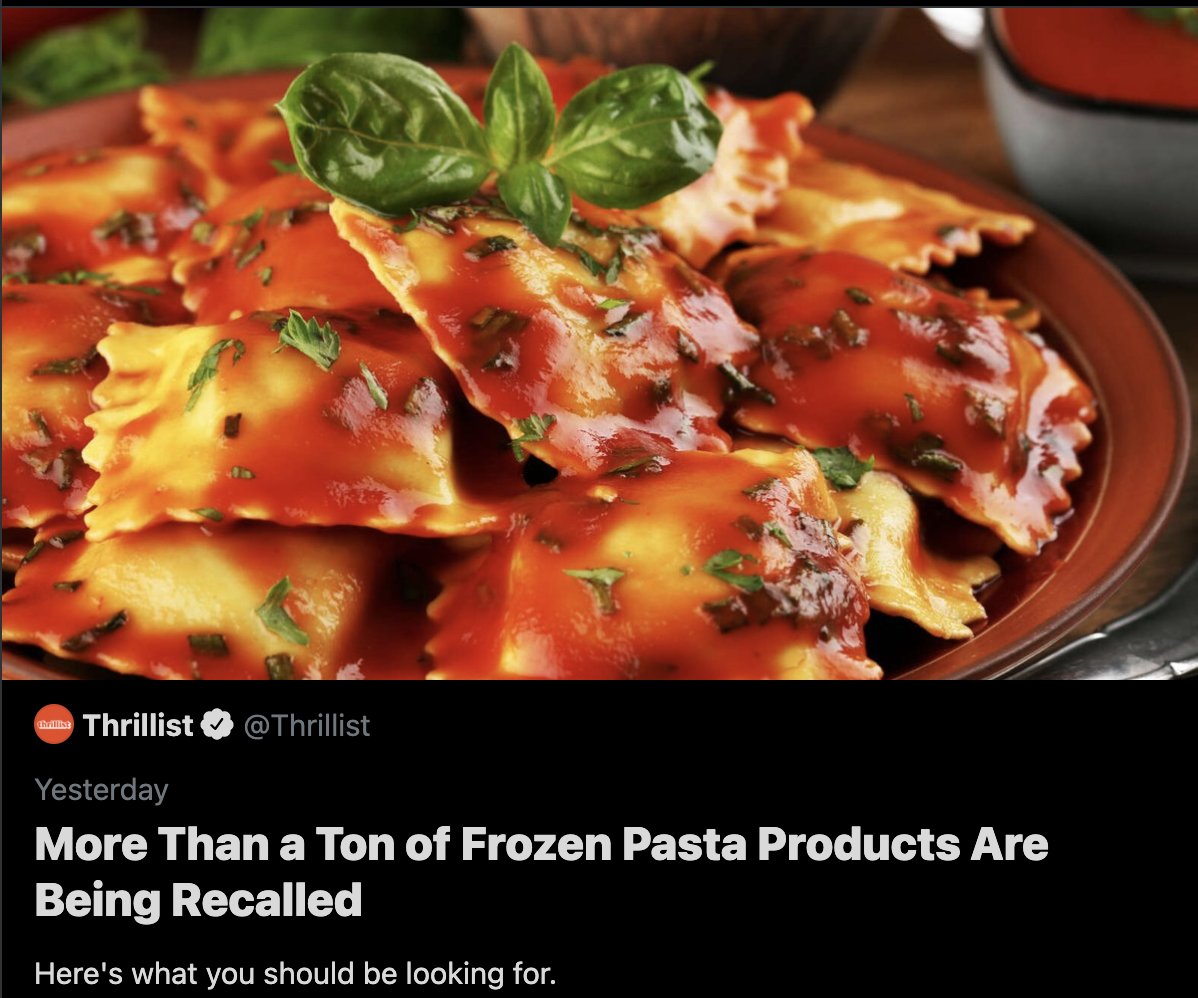 thrillist
Thrillist @Thrillist
Yesterday
More Than a Ton of Frozen Pasta Products Are
Being Recalled
Here's what you should be looking for.